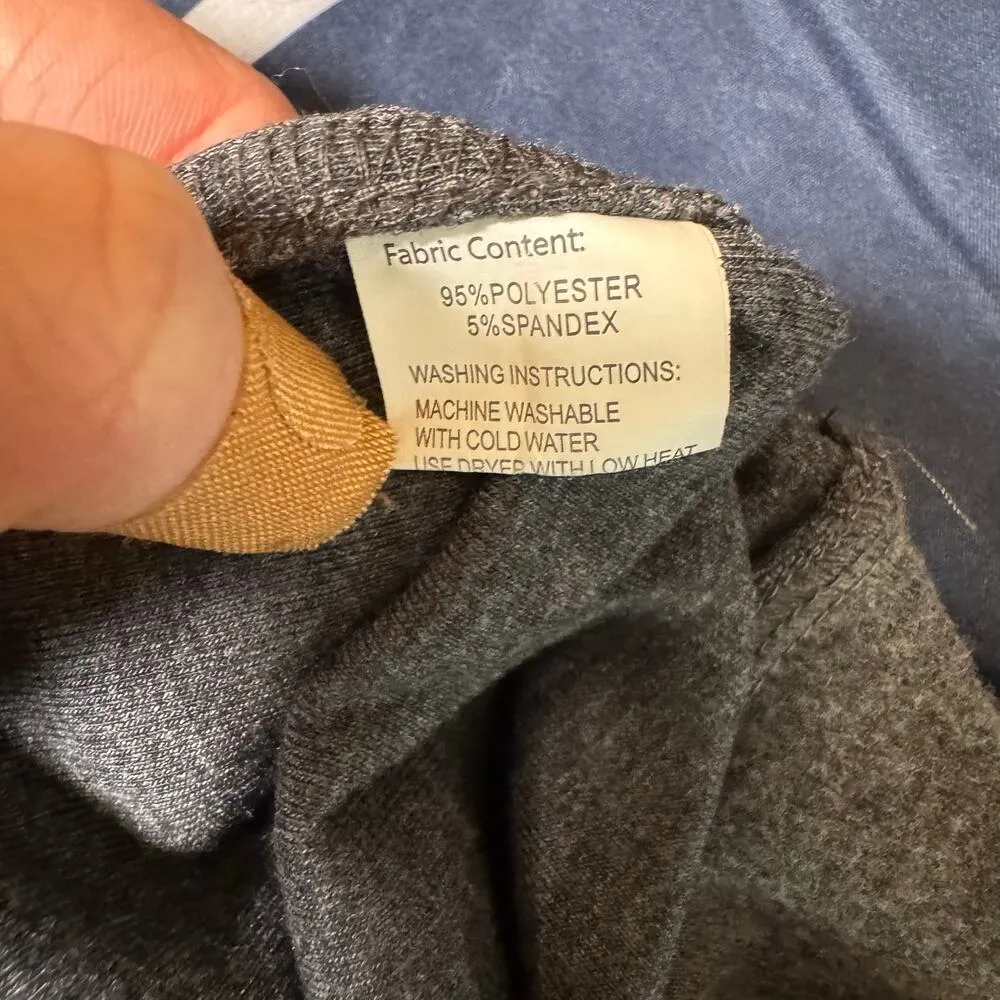 Fabric Content:
95%POLYESTER
5%SPANDEX
WASHING INSTRUCTIONS:
MACHINE WASHABLE
WITH COLD WATER
USE DRYER WITH LOW HEAT